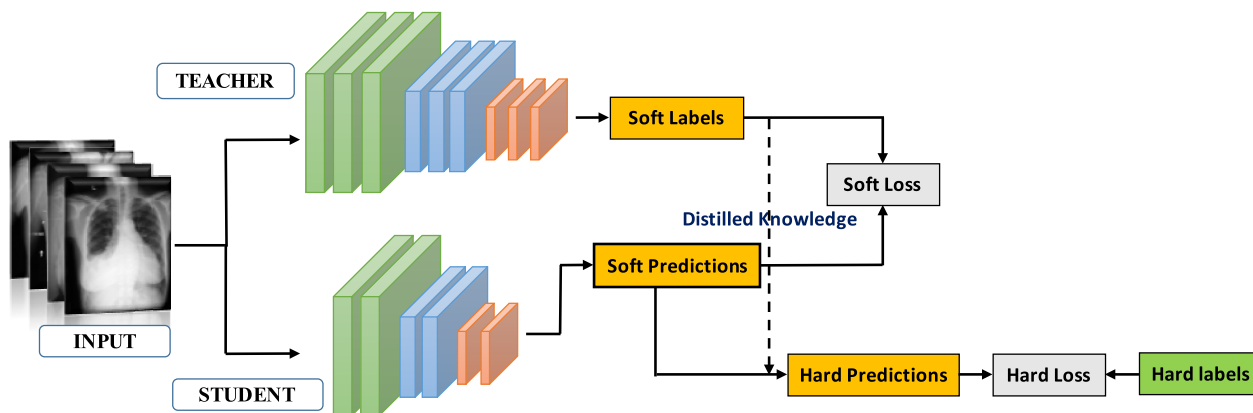 TEACHER
Soft Labels
Soft Loss
Distilled Knowledge
Soft Predictions
INPUT
STUDENT
Hard Predictions
Hard Loss
Hard labels